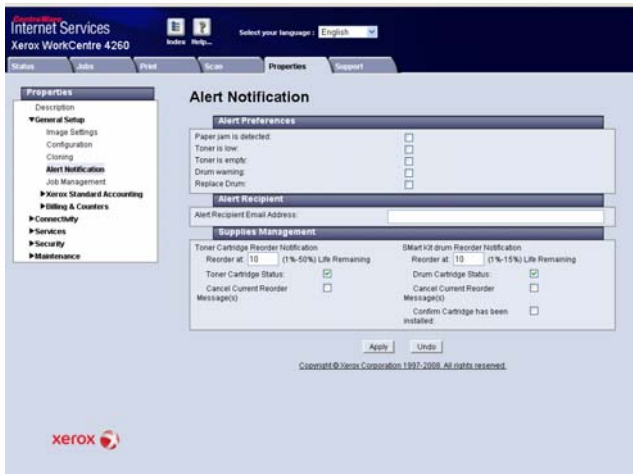 CentreWare
Internet Services
Xerox WorkCentre 4260
Index Help...
Select your language : English
Status Jobs Print Scan Properties Support
Properties
Description
General Setup
Image Settings
Configuration
Cloning
Alert Notification
Job Management
Xerox Standard Accounting
Billing & Counters
Connectivity
Services
Security
Maintenance
Alert Notification
Alert Preferences
Paper jam is detected:
Toner is low:
Toner is empty:
Drum warning:
Replace Drum:
Alert Recipient
Alert Recipient Email Address:
Supplies Management
Toner Cartridge Reorder Notification
Reorder at: 10 (1%-50%) Life Remaining
Toner Cartridge Status:
Cancel Current Reorder
Message(s)
SMart Kit drum Reorder Notification
Reorder at: 10 (1%-15%) Life Remaining
Drum Cartridge Status:
Cancel Current Reorder
Message(s)
Confirm Cartridge has been
installed:
Apply Undo
Copyright © Xerox Corporation 1997-2008. All rights reserved.
xerox